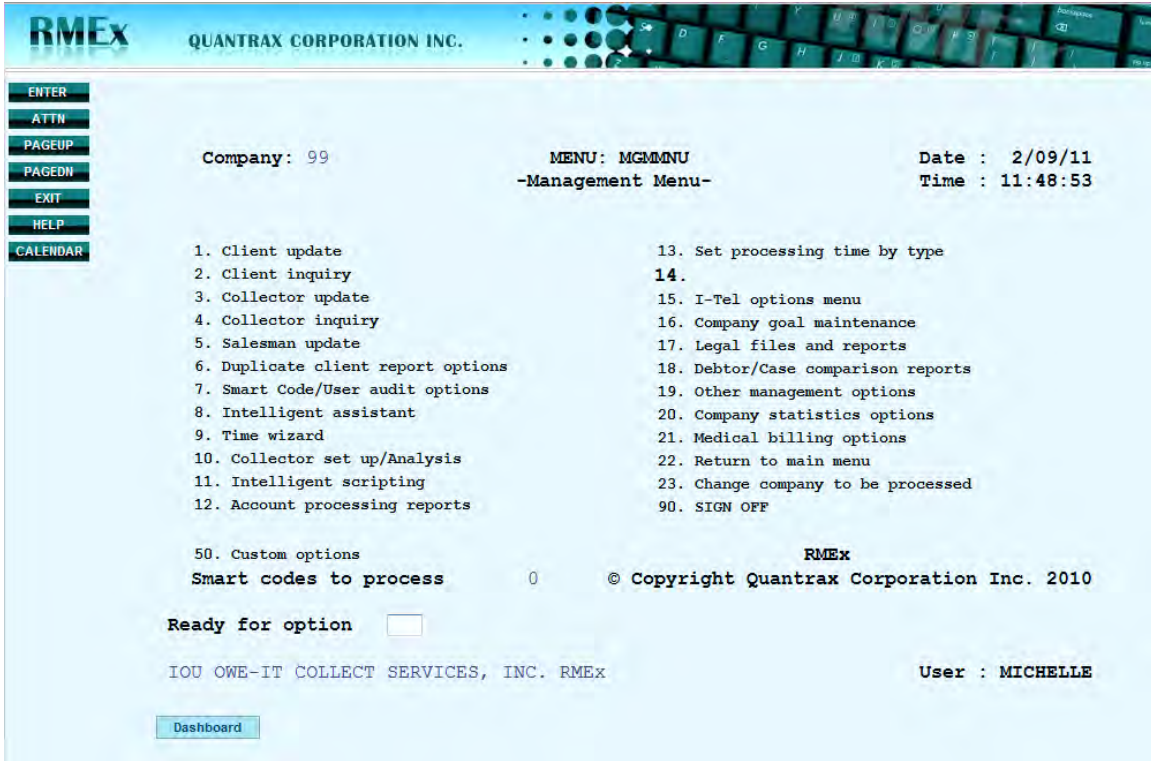 RMEx
QUANTRAX CORPORATION INC.
ENTER
ATTN
PAGEUP
PAGEDN
EXIT
HELP
CALENDAR
Company: 99 MENU: MGMMNU Date : 2/09/11
-Management Menu- Time : 11:48:53
1. Client update 13. Set processing time by type
2. Client inquiry 14.
3. Collector update 15. I-Tel options menu
4. Collector inquiry 16. Company goal maintenance
5. Salesman update 17. Legal files and reports
6. Duplicate client report options 18. Debtor/Case comparison reports
7. Smart Code/User audit options 19. Other management options
8. Intelligent assistant 20. Company statistics options
9. Time wizard 21. Medical billing options
10. Collector set up/Analysis 22. Return to main menu
11. Intelligent scripting 23. Change company to be processed
12. Account processing reports 90. SIGN OFF
50. Custom options RMEx
Smart codes to process 0 © Copyright Quantrax Corporation Inc. 2010
Ready for option
IOU OWE-IT COLLECT SERVICES, INC. RMEx User : MICHELLE
Dashboard